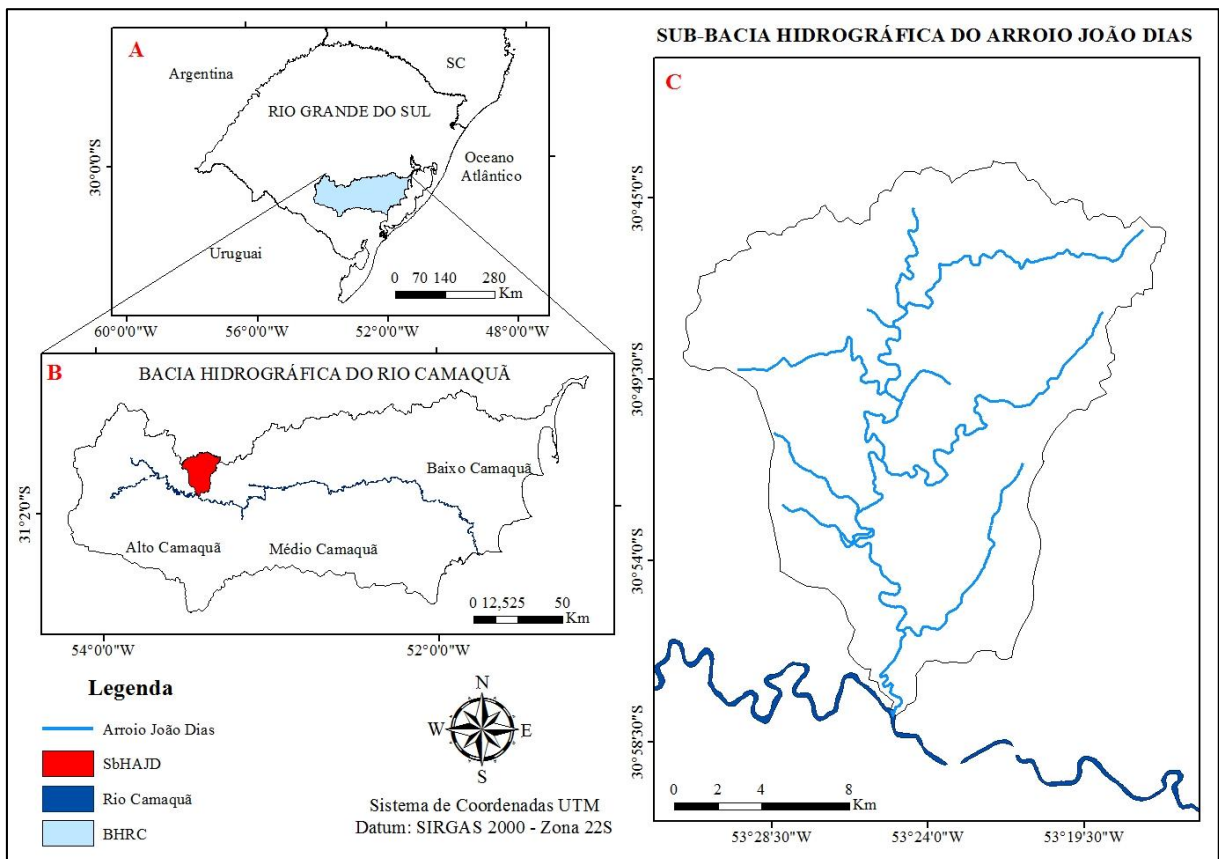 A
Argentina
SC
RIO GRANDE DO SUL
Oceano
Atlântico
Uruguai
30°0'0"S
0 70 140 280
Km
60°0'0"W 56°0'0"W 52°0'0"W 48°0'0"W
B
BACIA HIDROGRÁFICA DO RIO CAMAQUÃ
Baixo Camaquã
Alto Camaquã
Médio Camaquã
31°2'0"S
0 12,525 50
Km
54°0'0"W 52°0'0"W
Legenda
Arroio João Dias
SbHAJD
Rio Camaquã
BHRC
N
W E
S
Sistema de Coordenadas UTM
Datum: SIRGAS 2000 - Zona 22S
SUB-BACIA HIDROGRÁFICA DO ARROIO JOÃO DIAS
C
30°45'0"S
30°49'30"S
30°54'0"S
30°58'30"S
0 2 4 8
Km
53°28'30"W 53°24'0"W 53°19'30"W